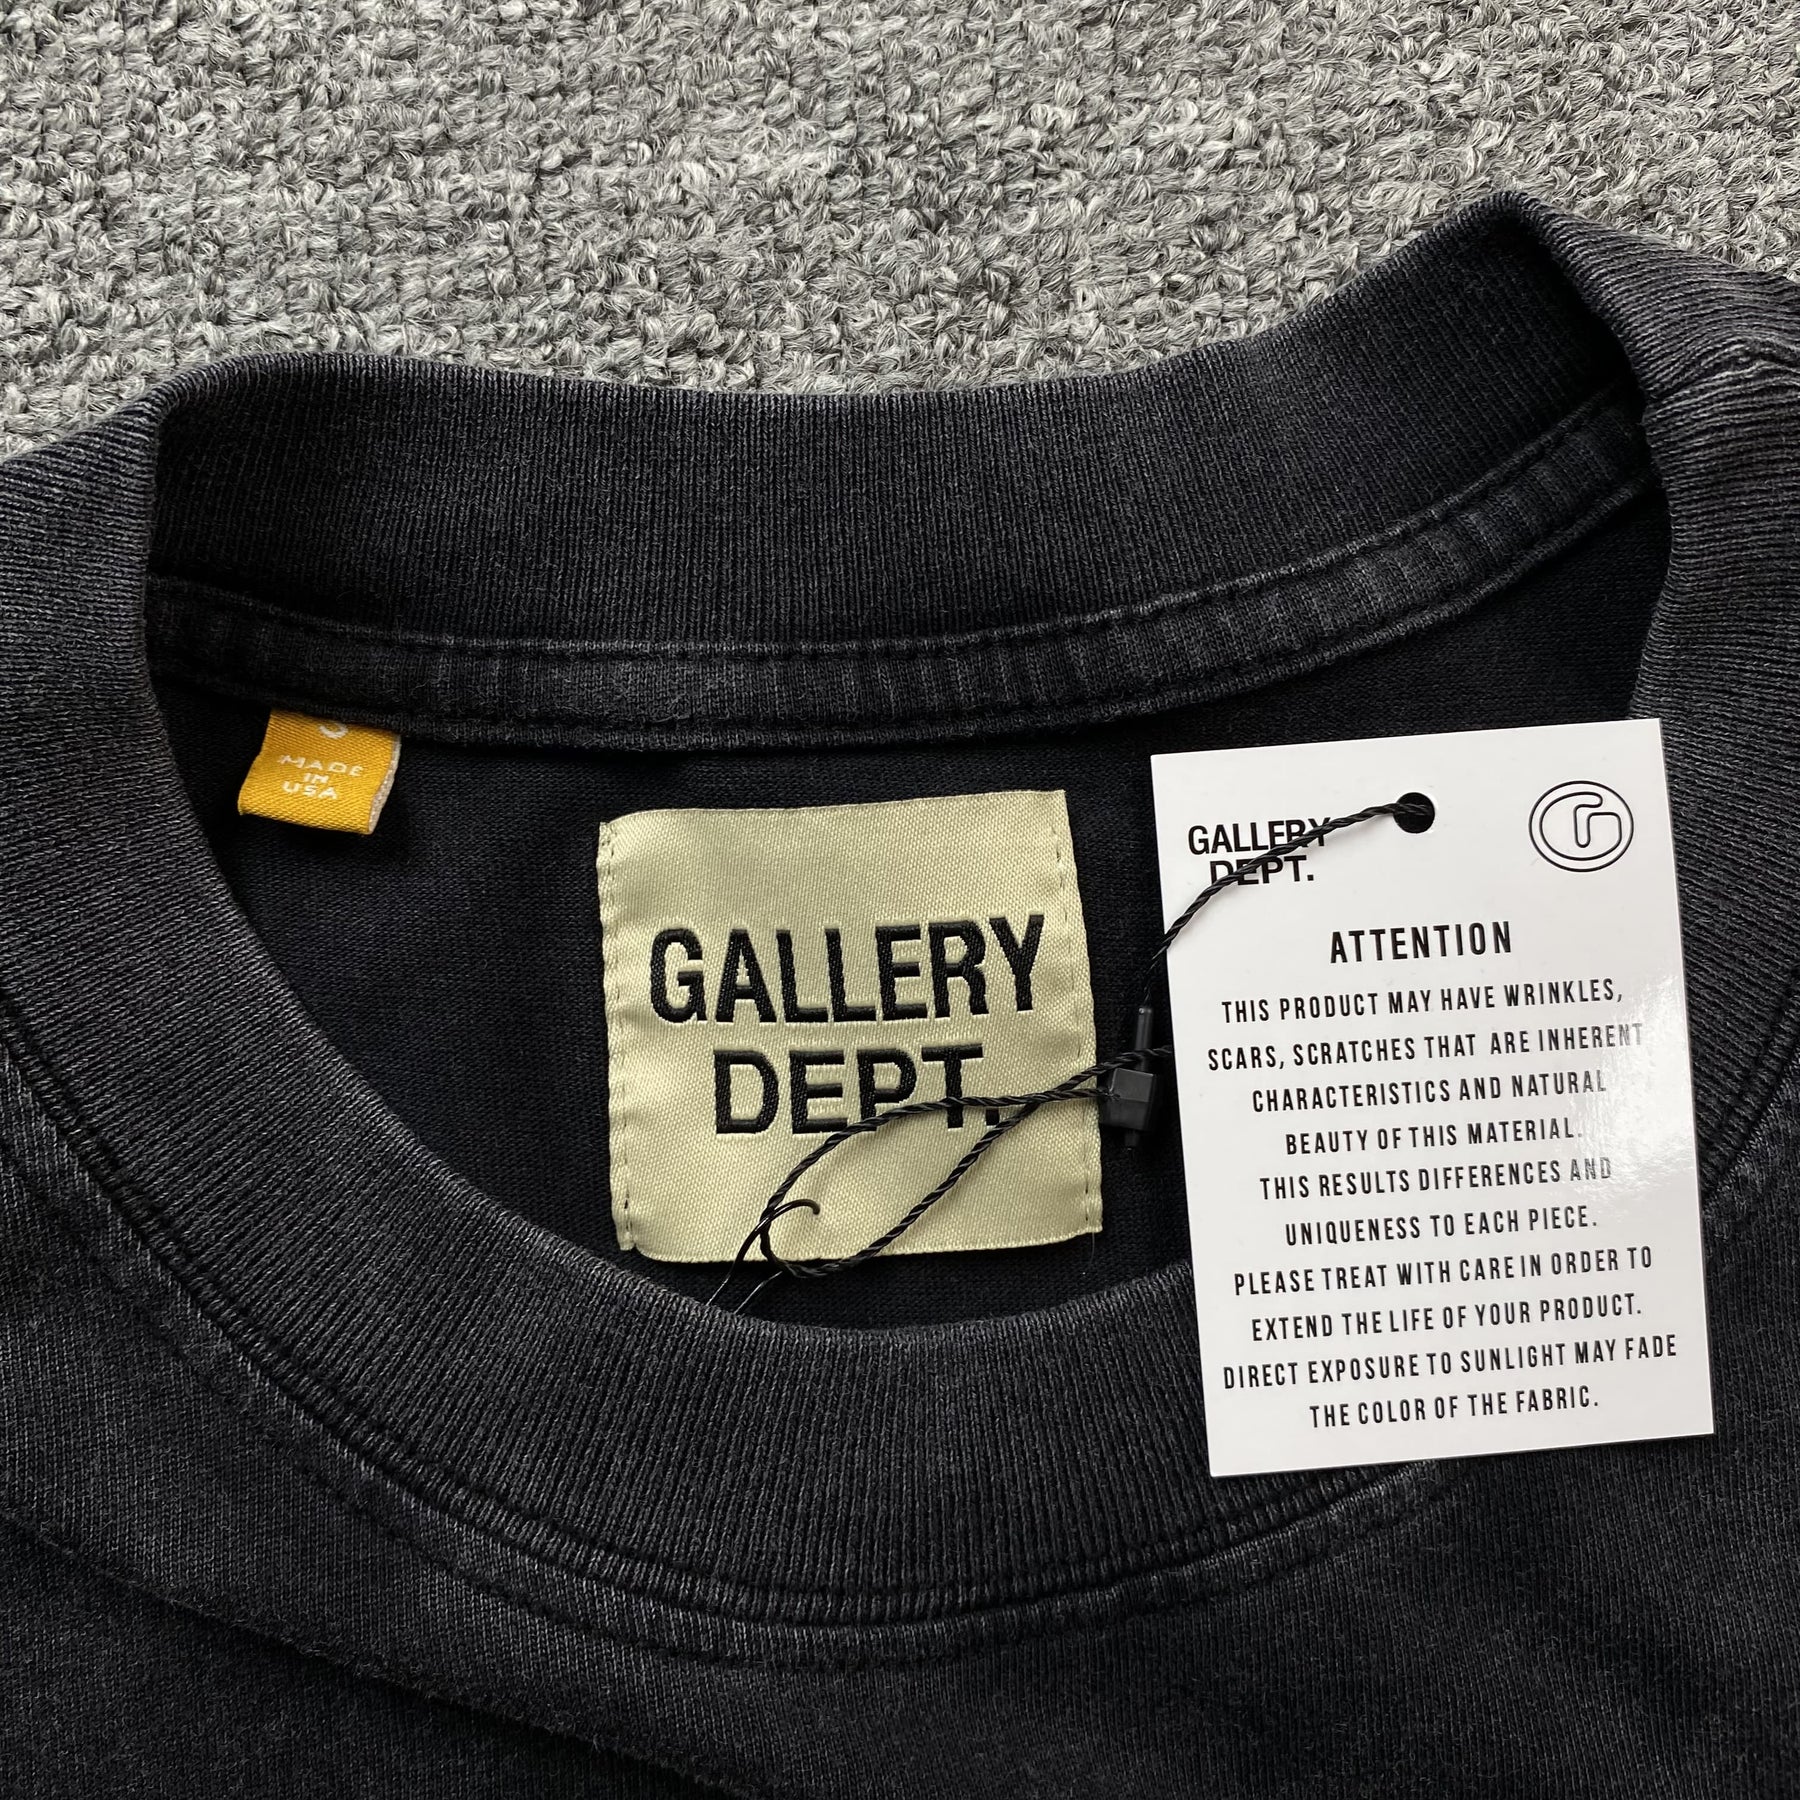 MADE
IN
USA
GALLERY
DEPT.
GALLERY
DEPT.
ATTENTION
THIS PRODUCT MAY HAVE WRINKLES,
SCARS, SCRATCHES THAT ARE INHERENT
CHARACTERISTICS AND NATURAL
BEAUTY OF THIS MATERIAL.
THIS RESULTS DIFFERENCES AND
UNIQUENESS TO EACH PIECE.
PLEASE TREAT WITH CARE IN ORDER TO
EXTEND THE LIFE OF YOUR PRODUCT.
DIRECT EXPOSURE TO SUNLIGHT MAY FADE
THE COLOR OF THE FABRIC.